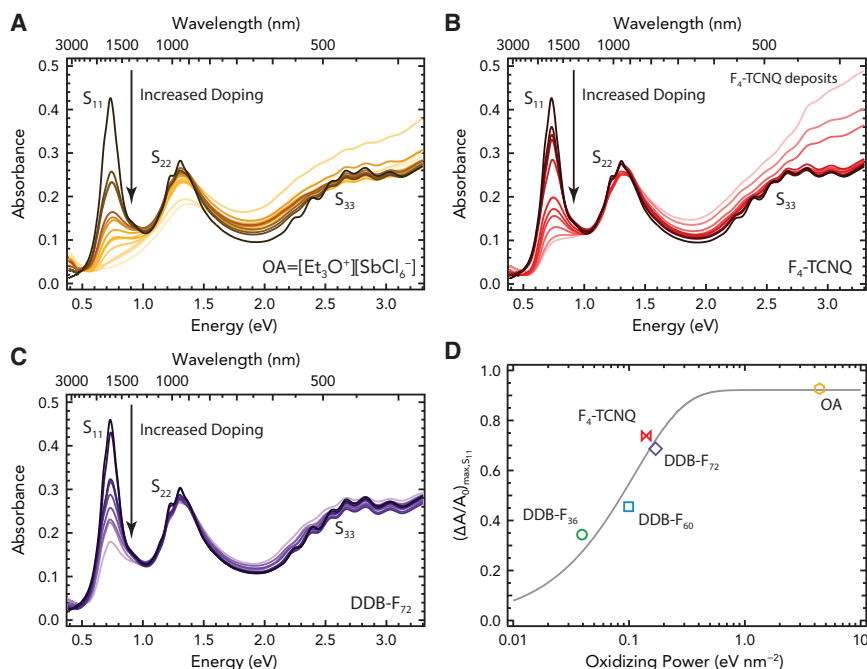 A
Wavelength (nm)
3000 1500 1000 500
0.5
0.4
0.3
0.2
0.1
0.0
Absorbance
S₁₁
Increased Doping
S₂₂
S₃₃
OA=[Et₃O⁺][SbCl₆⁻]
0.5 1.0 1.5 2.0 2.5 3.0
Energy (eV)
B
Wavelength (nm)
3000 1500 1000 500
0.5
0.4
0.3
0.2
0.1
0.0
Absorbance
F₄-TCNQ deposits
S₁₁
Increased Doping
S₂₂
S₃₃
F₄-TCNQ
0.5 1.0 1.5 2.0 2.5 3.0
Energy (eV)
C
Wavelength (nm)
3000 1500 1000 500
0.5
0.4
0.3
0.2
0.1
0.0
Absorbance
S₁₁
Increased Doping
S₂₂
S₃₃
DDB-F₇₂
0.5 1.0 1.5 2.0 2.5 3.0
Energy (eV)
D
1.0
0.8
0.6
0.4
0.2
0.0
(ΔA/A₀)max,S₁₁
OA
F₄-TCNQ
DDB-F₇₂
DDB-F₃₆
DDB-F₆₀
0.01 0.1 1.0 10
Oxidizing Power (eV nm⁻²)